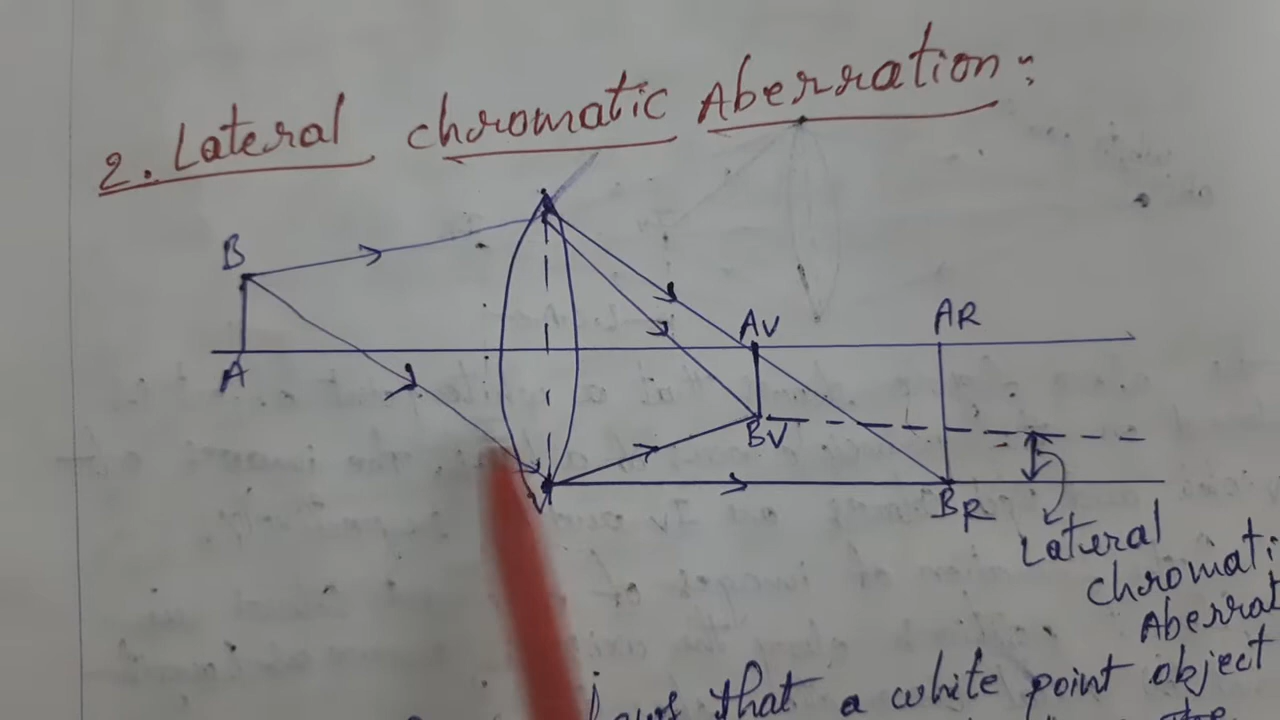 2. Lateral chromatic Aberration:
B
AV
AR
A
BV
BR
Lateral
chromati
Aberrat
that a white point object